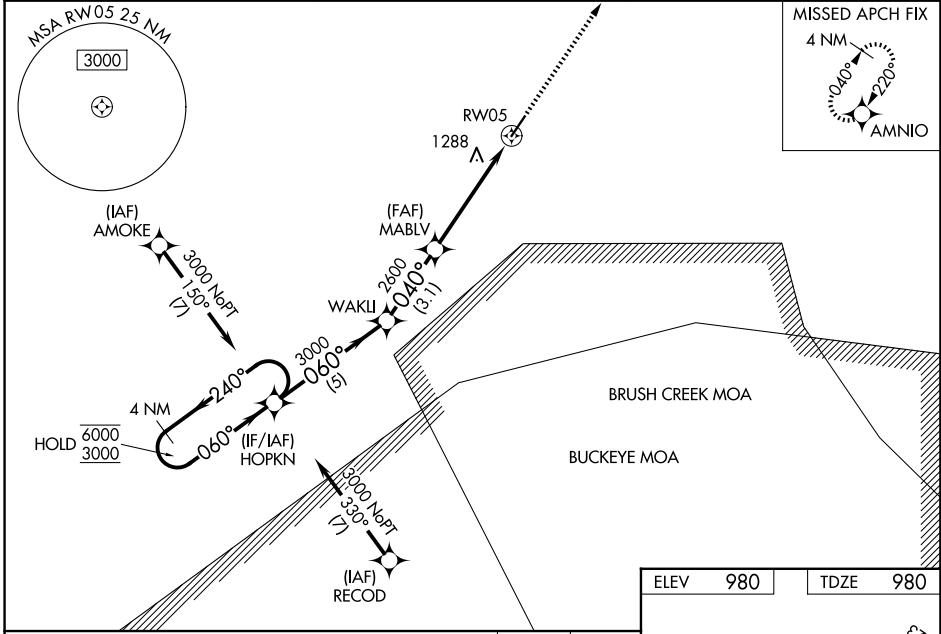 MSA RW05 25 NM
3000
MISSED APCH FIX
4 NM
040°
220°
AMNIO
RW05
1288
(IAF)
AMOKE
3000 NoPT
150°
(7)
(FAF)
MABLV
2600
040°
(3.1)
WAKLI
3000
060°
(5)
240°
4 NM
060°
HOLD
6000
3000
(IF/IAF)
HOPKN
BRUSH CREEK MOA
BUCKEYE MOA
3000 NoPT
330°
(7)
(IAF)
RECOD
ELEV 980
TDZE 980